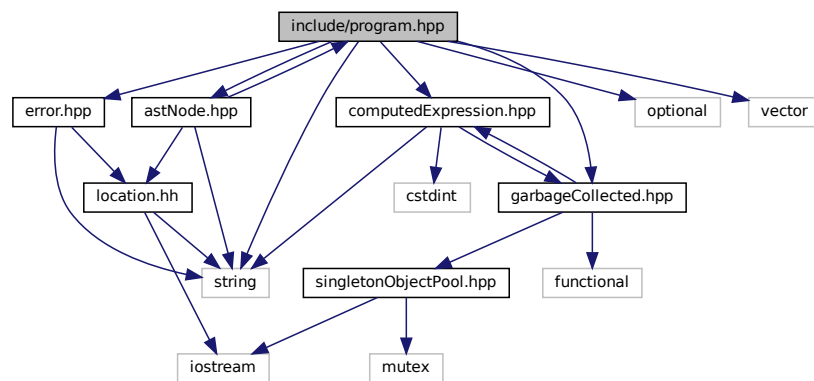 include/program.hpp
error.hpp
astNode.hpp
computedExpression.hpp
optional
vector
location.hh
cstdint
garbageCollected.hpp
string
singletonObjectPool.hpp
functional
iostream
mutex